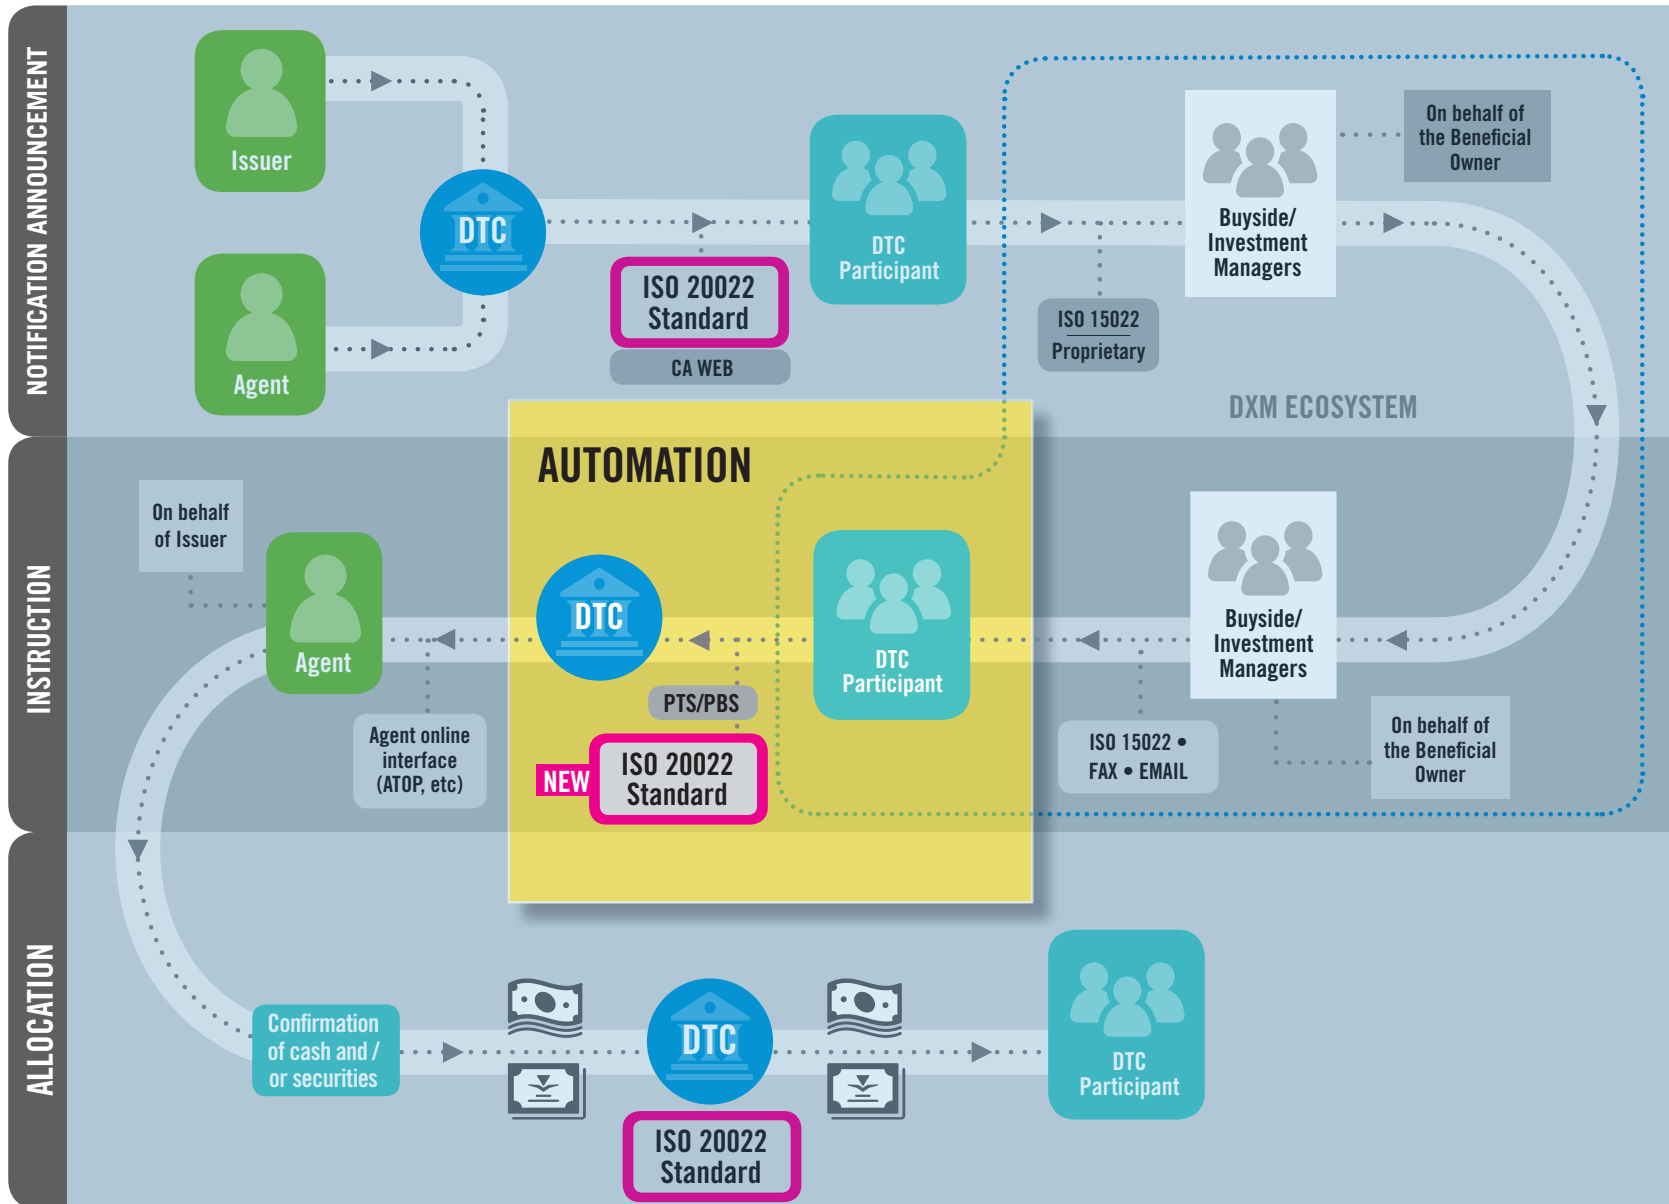 NOTIFICATION ANNOUNCEMENT
Issuer
Agent
DTC
ISO 20022
Standard
CA WEB
DTC
Participant
ISO 15022
Proprietary
Buyside/
Investment
Managers
On behalf of
the Beneficial
Owner
DXM ECOSYSTEM
INSTRUCTION
AUTOMATION
On behalf
of Issuer
Agent
Agent online
interface
(ATOP, etc)
DTC
PTS/PBS
NEW
ISO 20022
Standard
DTC
Participant
ISO 15022 •
FAX • EMAIL
Buyside/
Investment
Managers
On behalf of
the Beneficial
Owner
ALLOCATION
Confirmation
of cash and /
or securities
DTC
ISO 20022
Standard
DTC
Participant